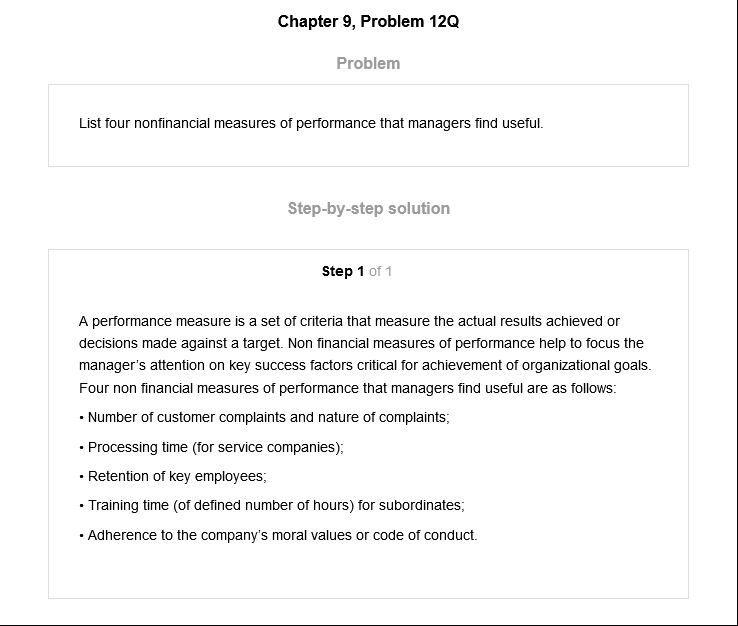 Chapter 9, Problem 12Q
Problem
List four nonfinancial measures of performance that managers find useful.
Step-by-step solution
Step 1 of 1
A performance measure is a set of criteria that measure the actual results achieved or
decisions made against a target. Non financial measures of performance help to focus the
manager's attention on key success factors critical for achievement of organizational goals.
Four non financial measures of performance that managers find useful are as follows:
• Number of customer complaints and nature of complaints;
• Processing time (for service companies);
• Retention of key employees;
• Training time (of defined number of hours) for subordinates;
• Adherence to the company's moral values or code of conduct.